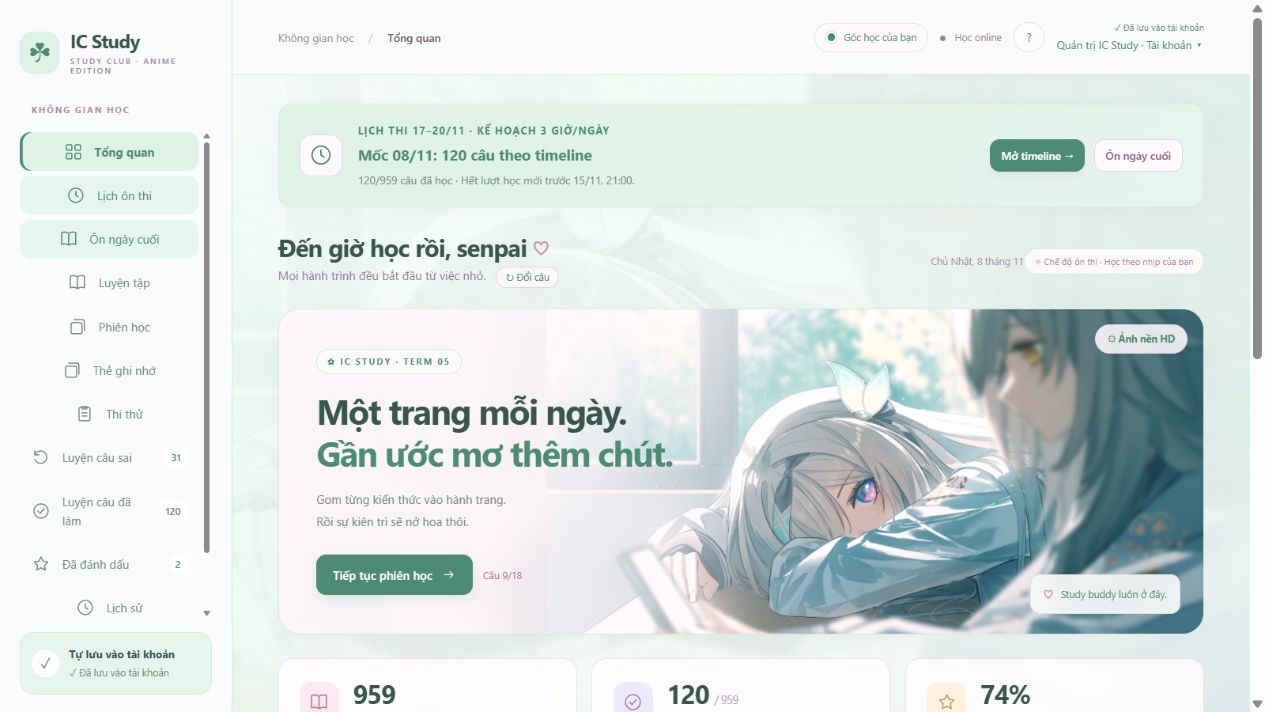 IC Study
STUDY CLUB · ANIME
EDITION
KHÔNG GIAN HỌC
Tổng quan
Lịch ôn thi
Ôn ngày cuối
Luyện tập
Phiên học
Thẻ ghi nhớ
Thi thử
Luyện câu sai 31
Luyện câu đã
làm 120
Đã đánh dấu 2
Lịch sử
Tự lưu vào tài khoản
✓ Đã lưu vào tài khoản
Không gian học / Tổng quan
Góc học của bạn
Học online
?
✓ Đã lưu vào tài khoản
Quản trị IC Study · Tài khoản
LỊCH THI 17–20/11 · KẾ HOẠCH 3 GIỜ/NGÀY
Mốc 08/11: 120 câu theo timeline
120/959 câu đã học · Hết lượt học mới trước 15/11, 21:00.
Mở timeline →
Ôn ngày cuối
Đến giờ học rồi, senpai ♡
Mọi hành trình đều bắt đầu từ việc nhỏ.
↻ Đổi câu
Chủ Nhật, 8 tháng 11
✧ Chế độ ôn thi · Học theo nhịp của bạn
✿ IC STUDY · TERM 05
Ảnh nền HD
Một trang mỗi ngày.
Gần ước mơ thêm chút.
Gom từng kiến thức vào hành trang.
Rồi sự kiên trì sẽ nở hoa thôi.
Tiếp tục phiên học →
Câu 9/18
♡ Study buddy luôn ở đây.
959
120 / 959
74%